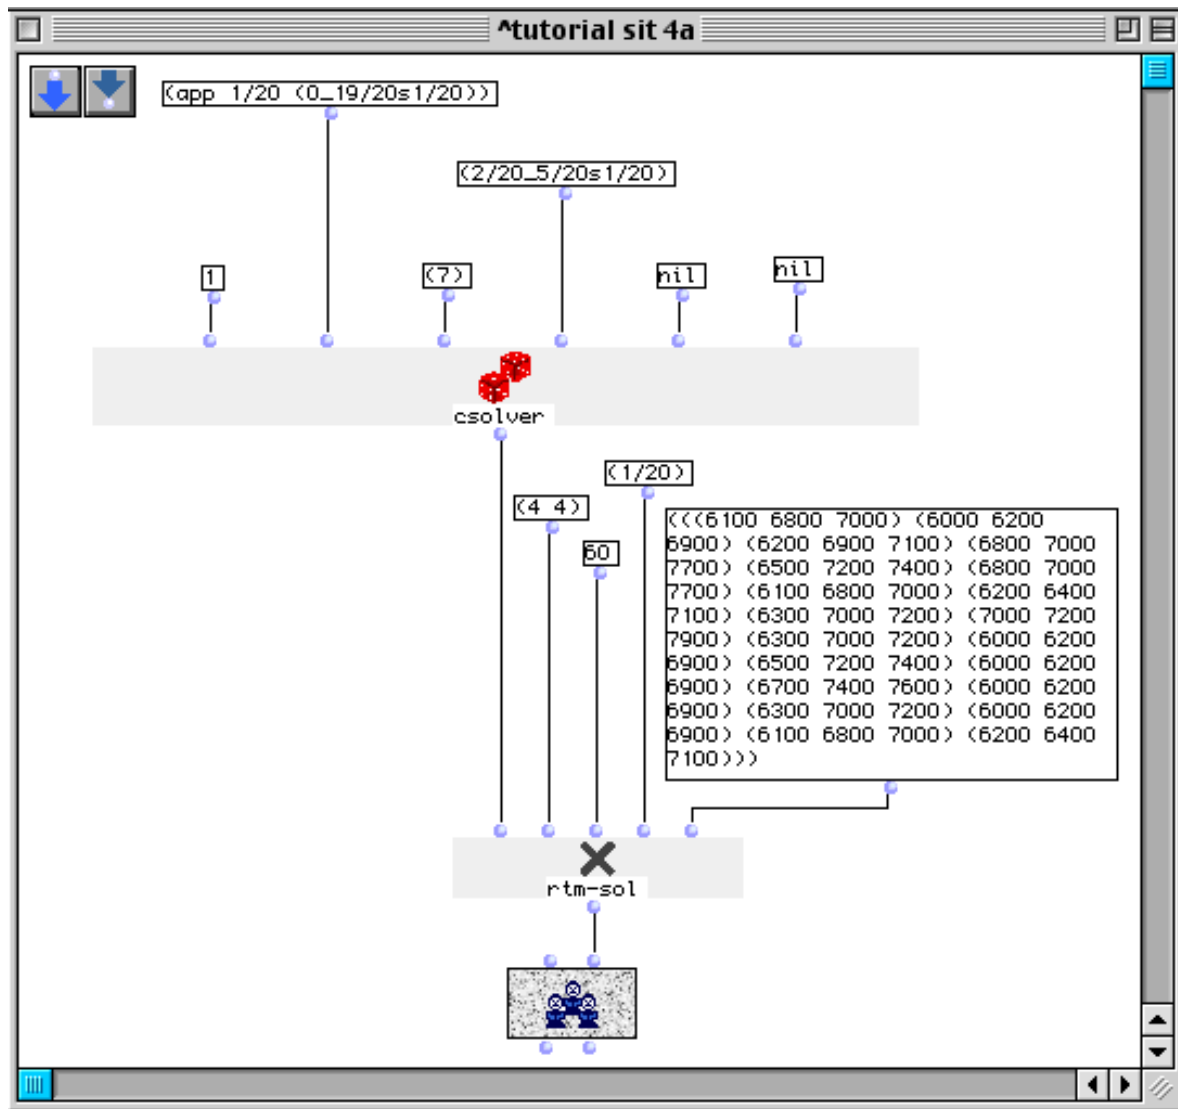 ^tutorial sit 4a
(app 1/20 (0_19/20s1/20))
(2/20_5/20s1/20)
1
(7)
nil
nil
csolver
(1/20)
(4 4)
60
(((6100 6800 7000) (6000 6200
6900) (6200 6900 7100) (6800 7000
7700) (6500 7200 7400) (6800 7000
7700) (6100 6800 7000) (6200 6400
7100) (6300 7000 7200) (7000 7200
7900) (6300 7000 7200) (6000 6200
6900) (6500 7200 7400) (6000 6200
6900) (6700 7400 7600) (6000 6200
6900) (6300 7000 7200) (6000 6200
6900) (6100 6800 7000) (6200 6400
7100)))
rtm-sol